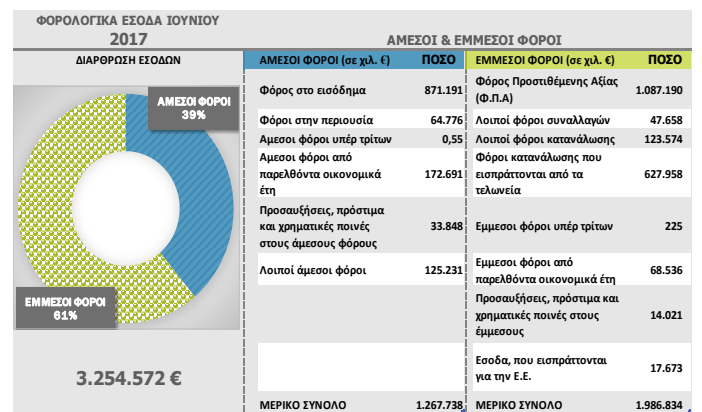 ΦΟΡΟΛΟΓΙΚΑ ΕΣΟΔΑ ΙΟΥΝΙΟΥ
2017
ΑΜΕΣΟΙ & ΕΜΜΕΣΟΙ ΦΟΡΟΙ
ΔΙΑΡΘΡΩΣΗ ΕΣΟΔΩΝ
ΑΜΕΣΟΙ ΦΟΡΟΙ
39%
ΕΜΜΕΣΟΙ ΦΟΡΟΙ
61%
3.254.572 €
ΑΜΕΣΟΙ ΦΟΡΟΙ (σε χιλ. €) ΠΟΣΟ
Φόρος στο εισόδημα 871.191
Φόροι στην περιουσία 64.776
Αμεσοι φόροι υπέρ τρίτων 0,55
Αμεσοι φόροι από
παρελθόντα οικονομικά 172.691
έτη
Προσαυξήσεις, πρόστιμα
και χρηματικές ποινές 33.848
στους άμεσους φόρους
Λοιποί άμεσοι φόροι 125.231
ΜΕΡΙΚΟ ΣΥΝΟΛΟ 1.267.738
ΕΜΜΕΣΟΙ ΦΟΡΟΙ (σε χιλ. €) ΠΟΣΟ
Φόρος Προστιθέμενης Αξίας 1.087.190
(Φ.Π.Α)
Λοιποί φόροι συναλλαγών 47.658
Λοιποί φόροι κατανάλωσης 123.574
Φόροι κατανάλωσης που
εισπράττονται από τα 627.958
τελωνεία
Εμμεσοι φόροι υπέρ τρίτων 225
Εμμεσοι φόροι από 68.536
παρελθόντα οικονομικά έτη
Προσαυξήσεις, πρόστιμα και
χρηματικές ποινές στους 14.021
έμμεσους
Εσοδα, που εισπράττονται 17.673
για την Ε.Ε.
ΜΕΡΙΚΟ ΣΥΝΟΛΟ 1.986.834